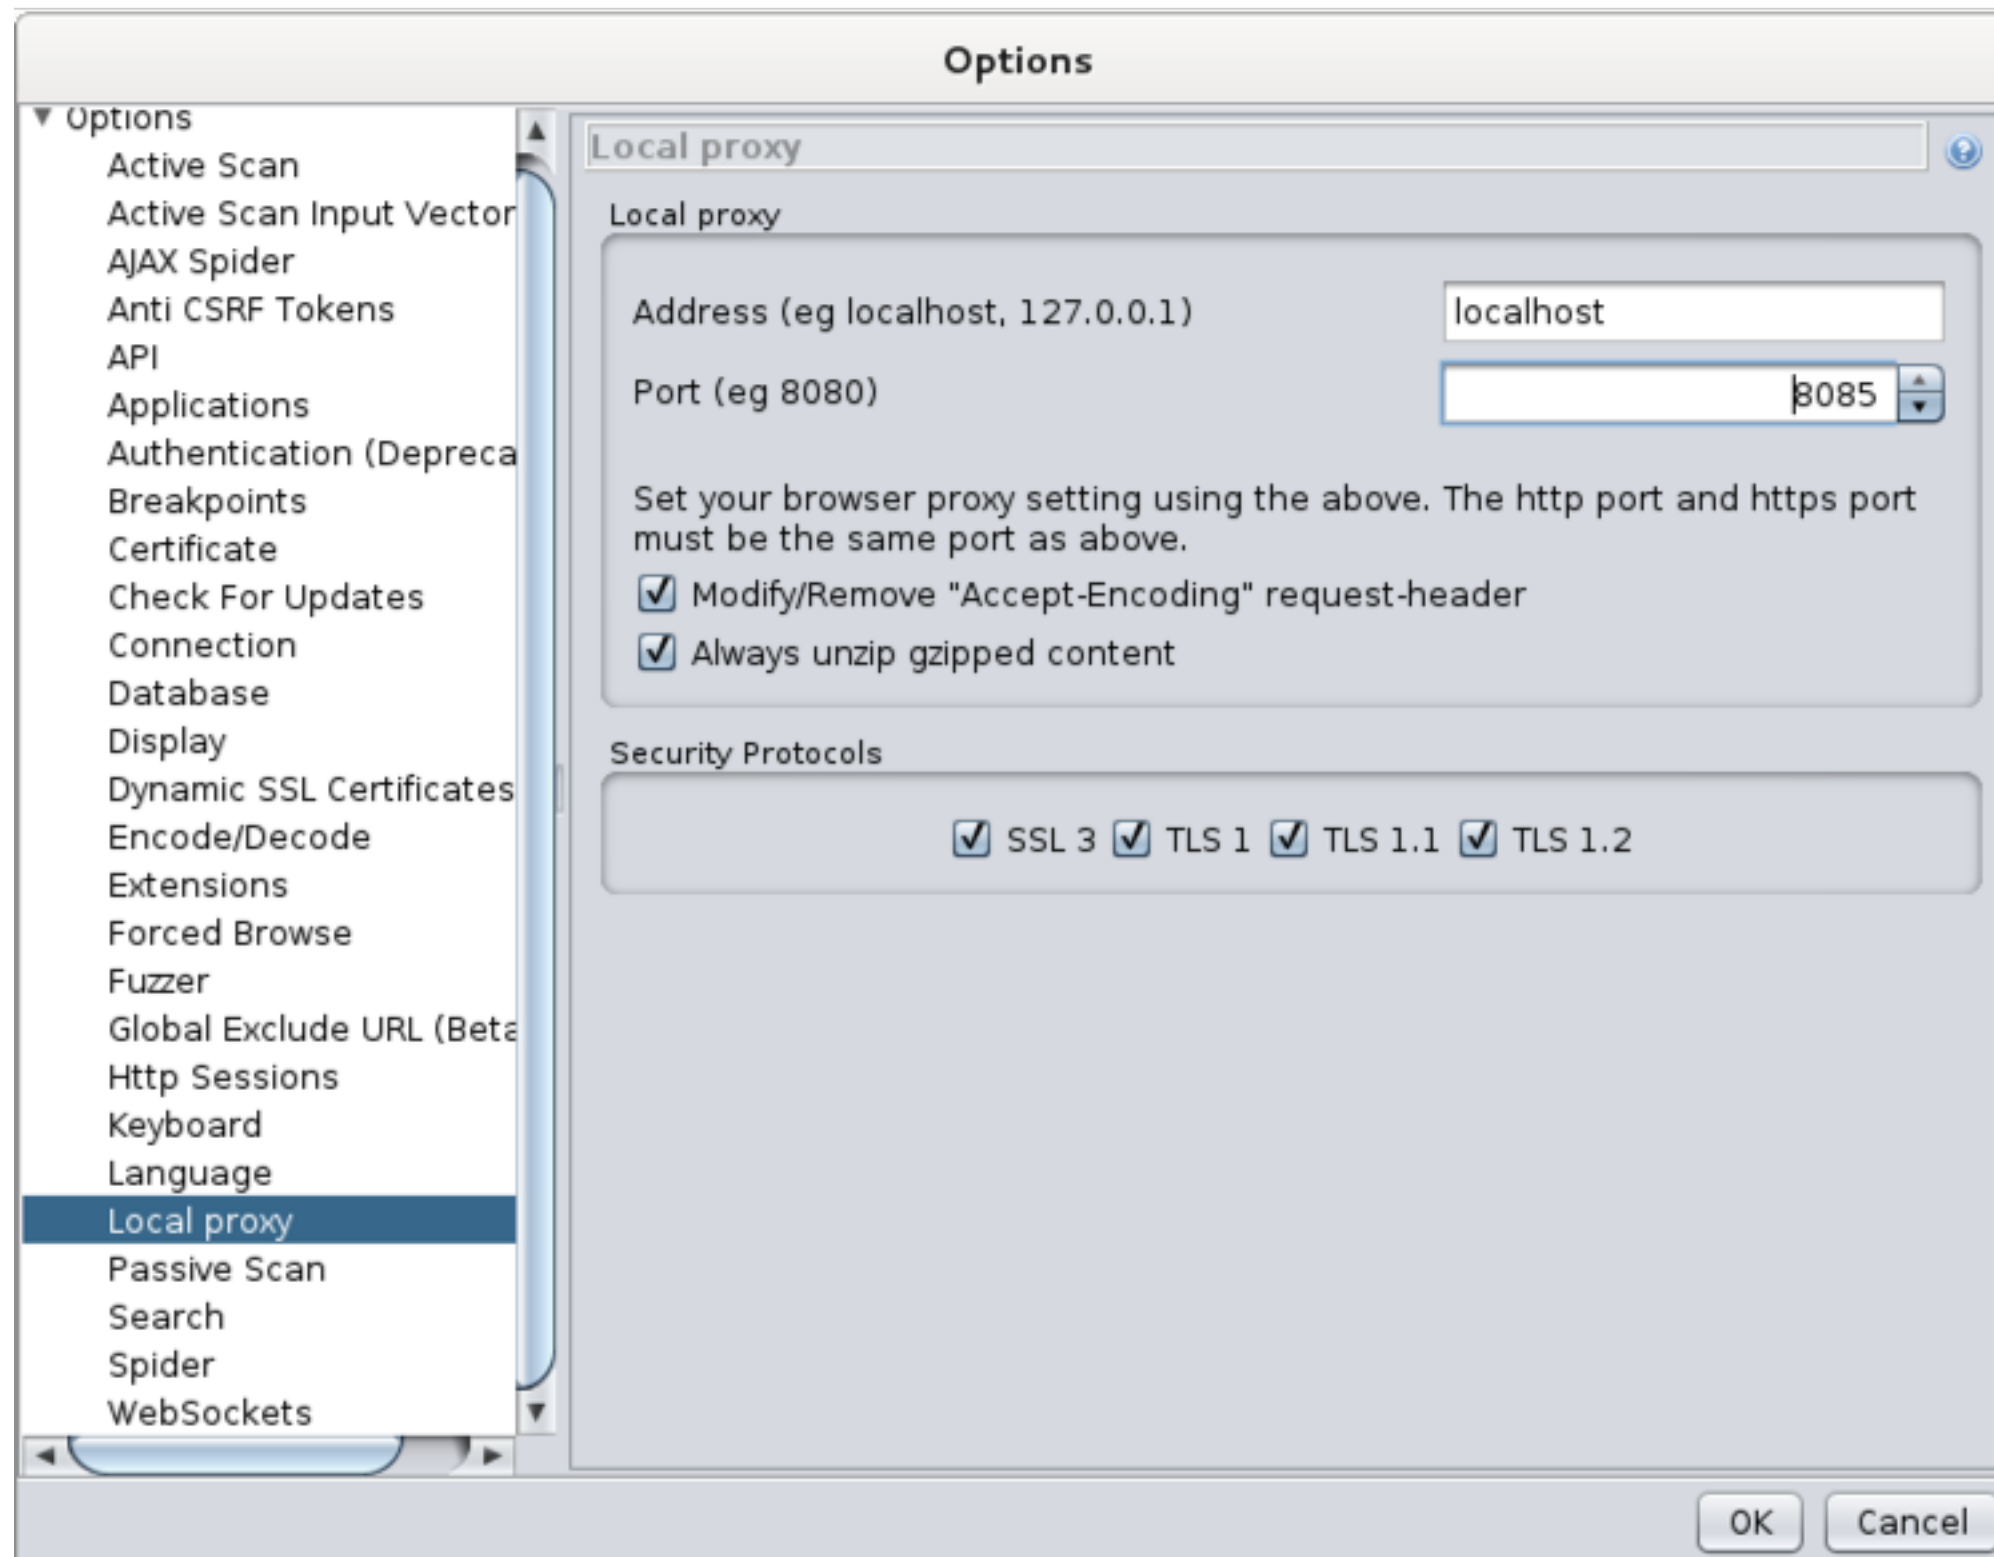 Options
Options
Active Scan
Active Scan Input Vector
AJAX Spider
Anti CSRF Tokens
API
Applications
Authentication (Depreca
Breakpoints
Certificate
Check For Updates
Connection
Database
Display
Dynamic SSL Certificates
Encode/Decode
Extensions
Forced Browse
Fuzzer
Global Exclude URL (Beta
Http Sessions
Keyboard
Language
Local proxy
Passive Scan
Search
Spider
WebSockets
Local proxy
Local proxy
Address (eg localhost, 127.0.0.1)
localhost
Port (eg 8080)
8085
Set your browser proxy setting using the above. The http port and https port
must be the same port as above.
Modify/Remove "Accept-Encoding" request-header
Always unzip gzipped content
Security Protocols
SSL 3 TLS 1 TLS 1.1 TLS 1.2
OK Cancel